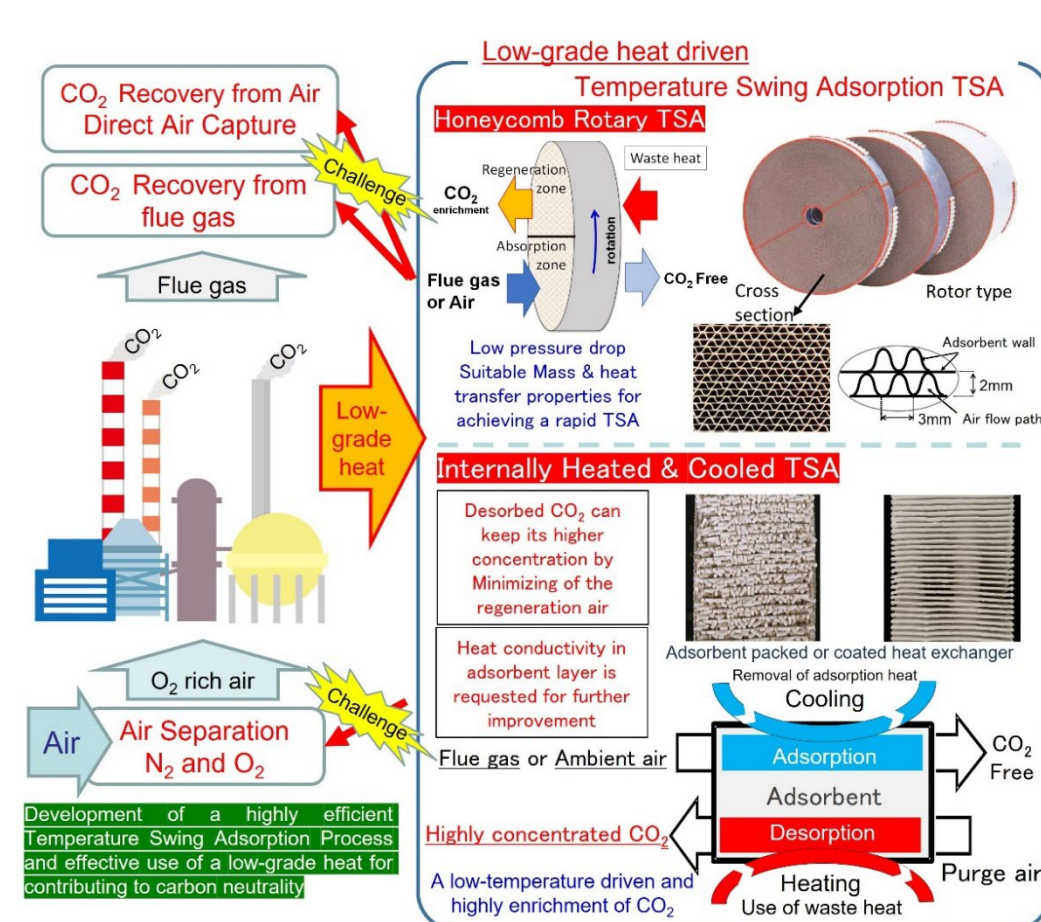 CO₂ Recovery from Air
Direct Air Capture
CO₂ Recovery from
flue gas
Challenge
Flue gas
CO₂
CO₂
CO₂
Low-
grade
heat
O₂ rich air
Air
Air Separation
N₂ and O₂
Challenge
Development of a highly efficient
Temperature Swing Adsorption Process
and effective use of a low-grade heat for
contributing to carbon neutrality
Low-grade heat driven
Temperature Swing Adsorption TSA
Honeycomb Rotary TSA
Regeneration
zone
Waste heat
CO₂
enrichment
Absorption
zone
rotation
Flue gas
or Air
CO₂ Free
Low pressure drop
Suitable Mass & heat
transfer properties for
achieving a rapid TSA
Cross
section
Rotor type
Adsorbent wall
2mm
3mm
Air flow path
Internally Heated & Cooled TSA
Desorbed CO₂ can
keep its higher
concentration by
Minimizing of the
regeneration air
Heat conductivity in
adsorbent layer is
requested for further
improvement
Adsorbent packed or coated heat exchanger
Removal of adsorption heat
Cooling
Flue gas or Ambient air
Adsorption
CO₂
Free
Adsorbent
Highly concentrated CO₂
Desorption
Purge air
Heating
Use of waste heat
A low-temperature driven and
highly enrichment of CO₂